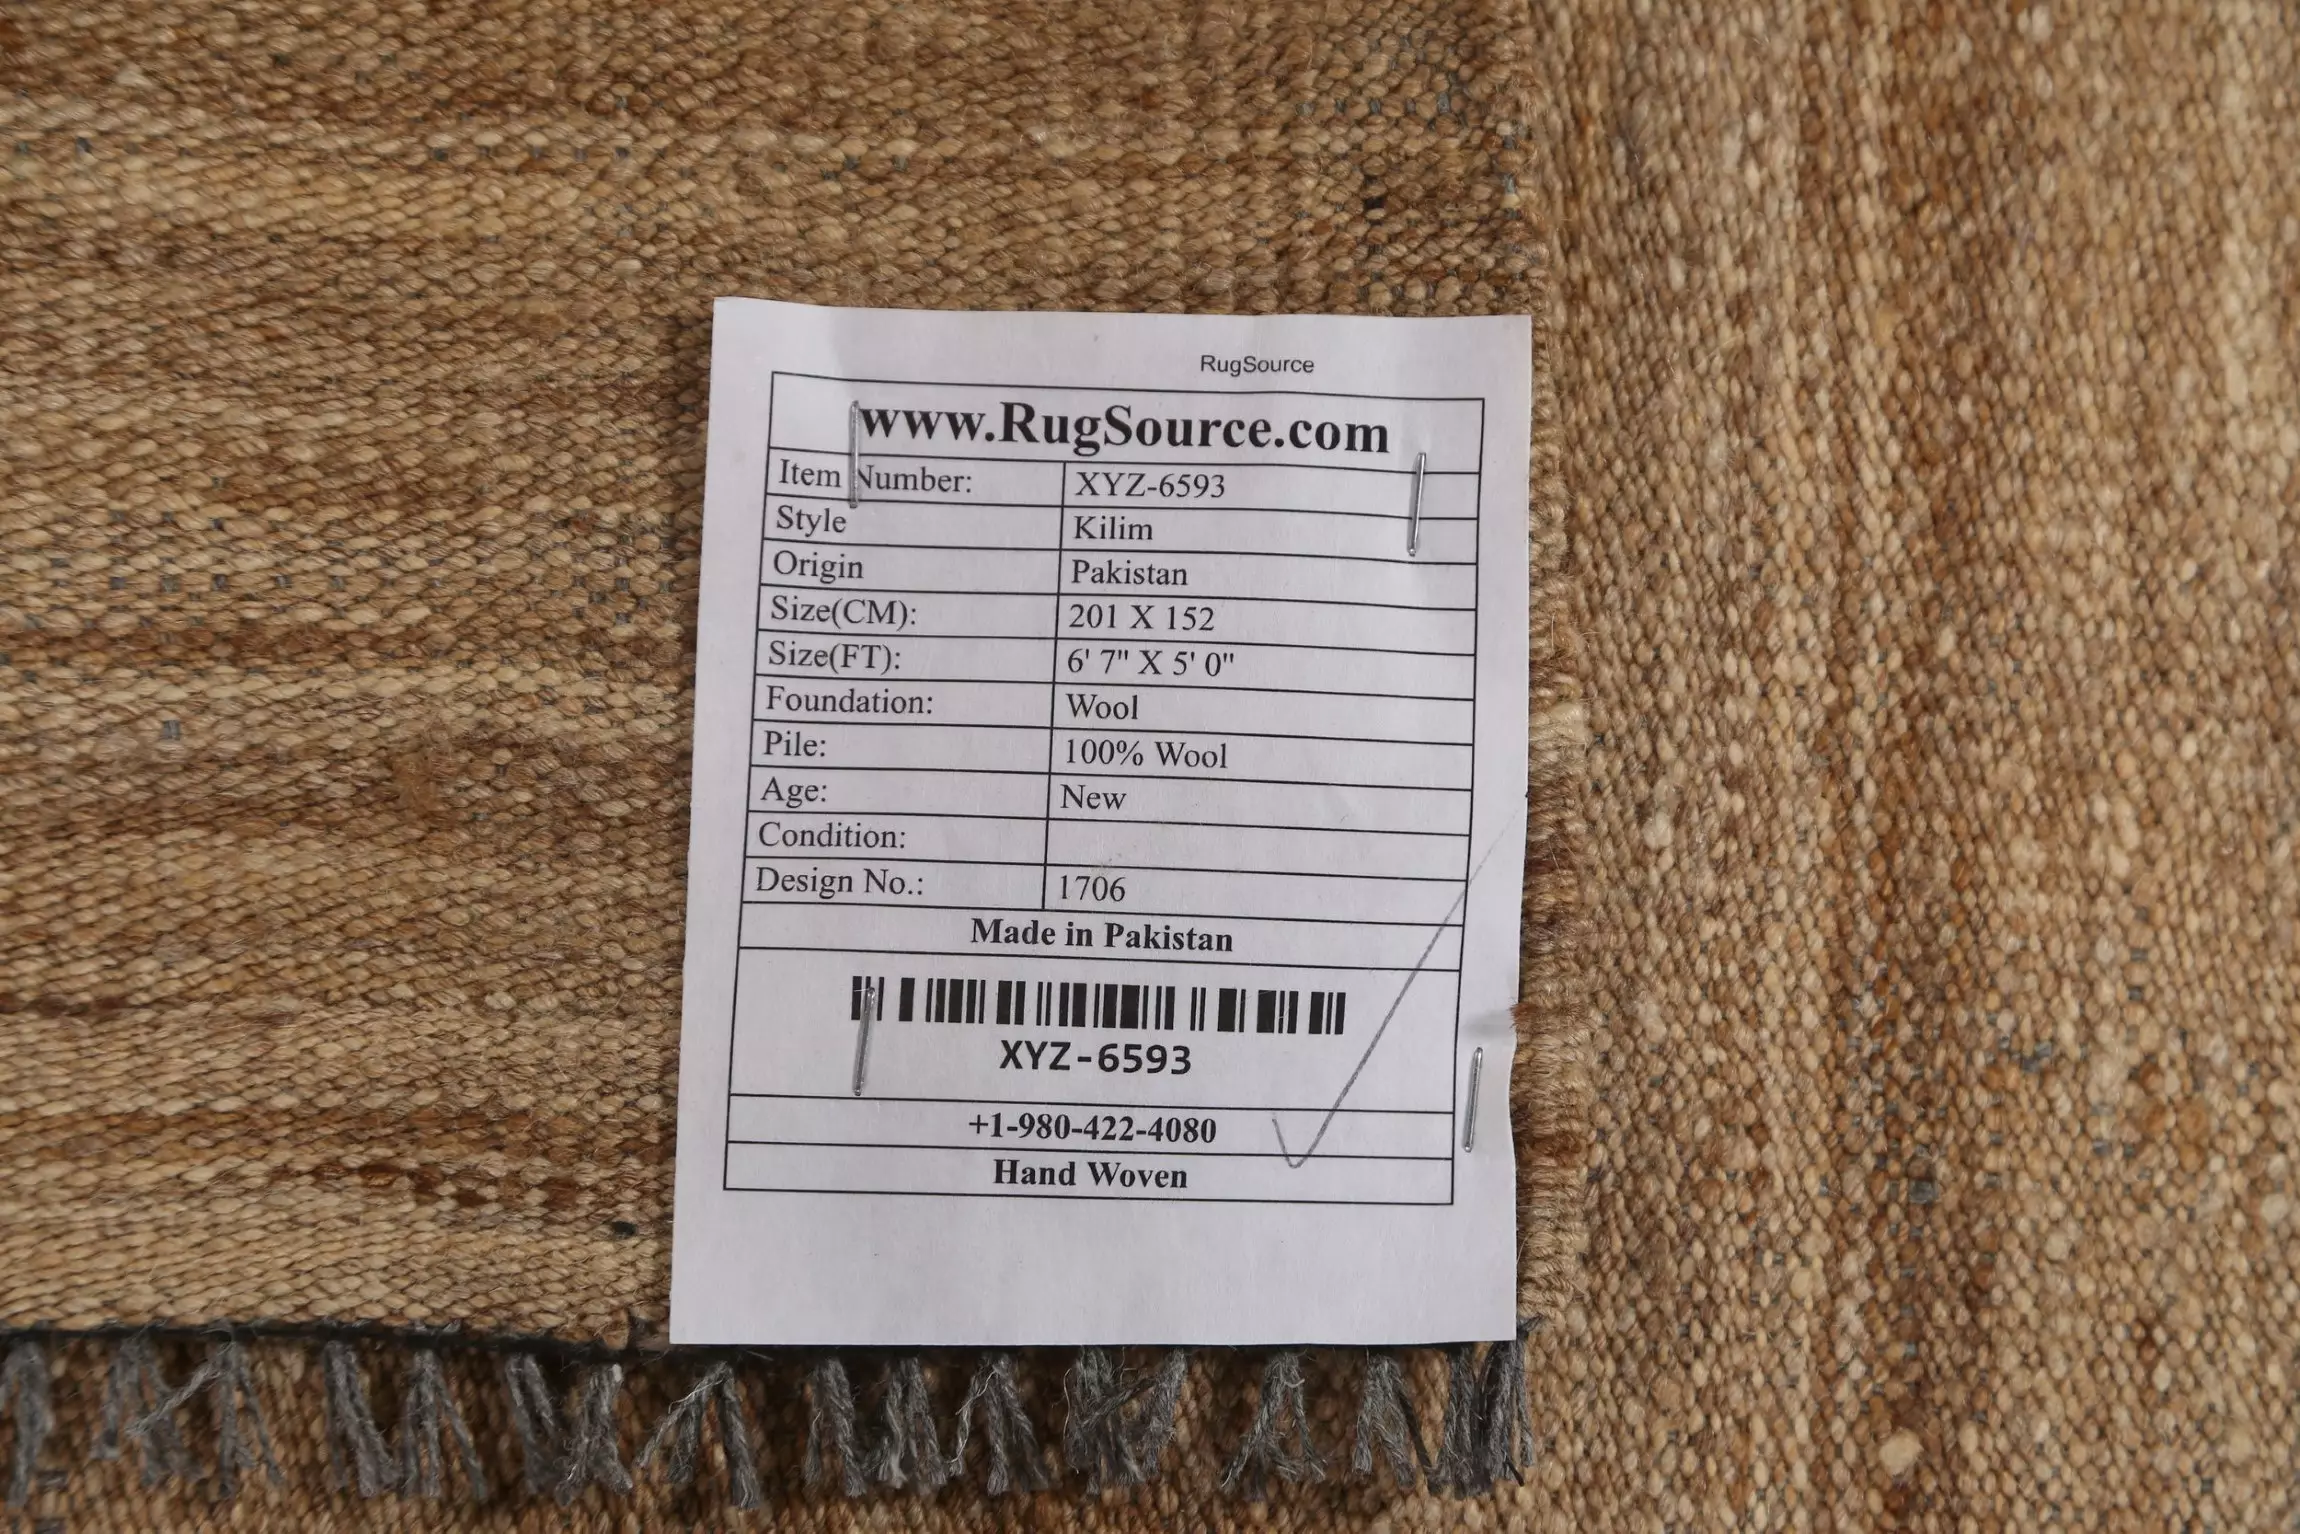 RugSource
www.RugSource.com
Item Number: XYZ-6593
Style Kilim
Origin Pakistan
Size(CM): 201 X 152
Size(FT): 6' 7" X 5' 0"
Foundation: Wool
Pile: 100% Wool
Age: New
Condition:
Design No.: 1706
Made in Pakistan
XYZ-6593
+1-980-422-4080
Hand Woven